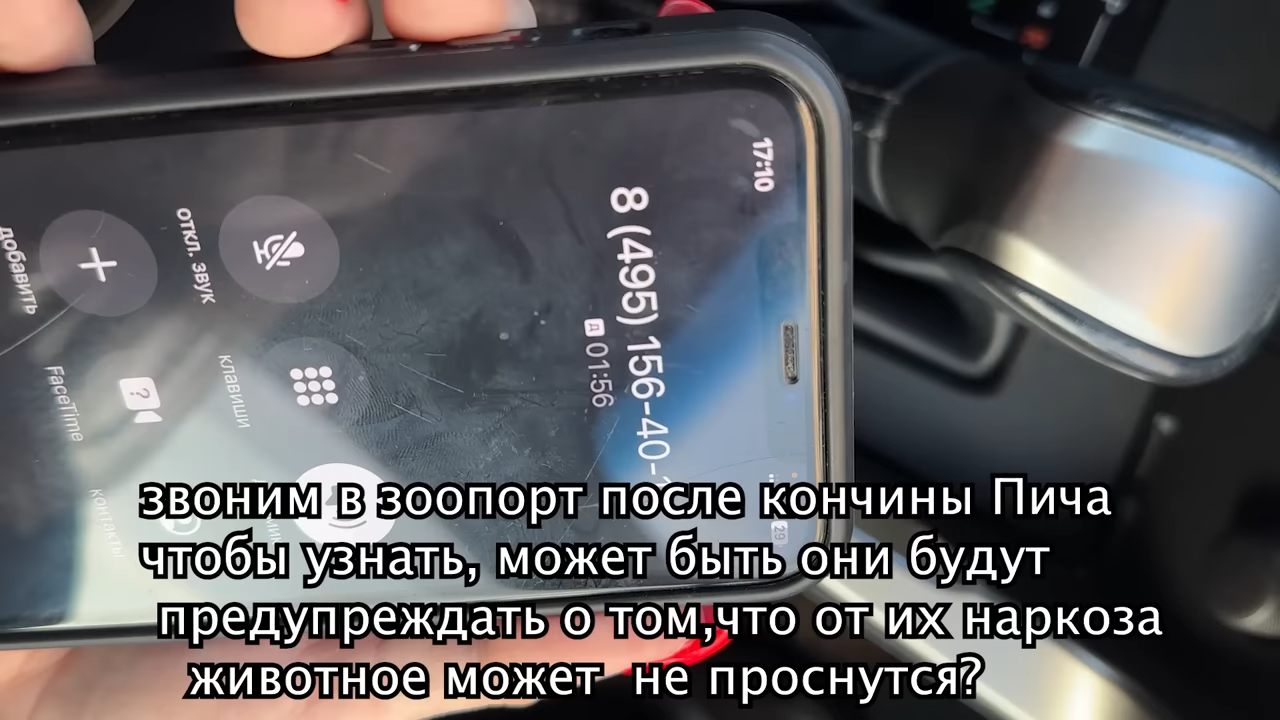 17:10
8 (495) 156-40-
Д 01:56
откл. звук
клавиши
добавить
FaceTime
контакты
29
звоним в зоопорт после кончины Пича
чтобы узнать, может быть они будут
предупреждать о том,что от их наркоза
животное может не проснутся?